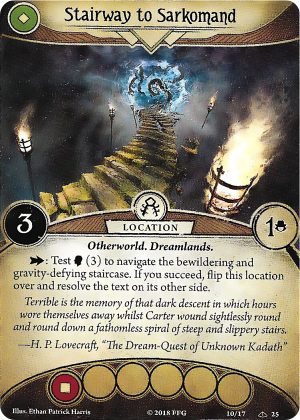 Stairway to Sarkomand
3
LOCATION
1
Otherworld. Dreamlands.
: Test (3) to navigate the bewildering and
gravity-defying staircase. If you succeed, flip this location
over and resolve the text on its other side.
Terrible is the memory of that dark descent in which hours
wore themselves away whilst Carter wound sightlessly round
and round down a fathomless spiral of steep and slippery stairs.
—H. P. Lovecraft, “The Dream-Quest of Unknown Kadath”
Illus. Ethan Patrick Harris
© 2018 FFG
10/17
25